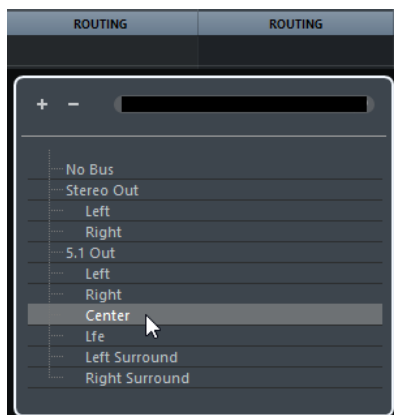 ROUTING ROUTING
+ −
No Bus
Stereo Out
Left
Right
5.1 Out
Left
Right
Center
Lfe
Left Surround
Right Surround